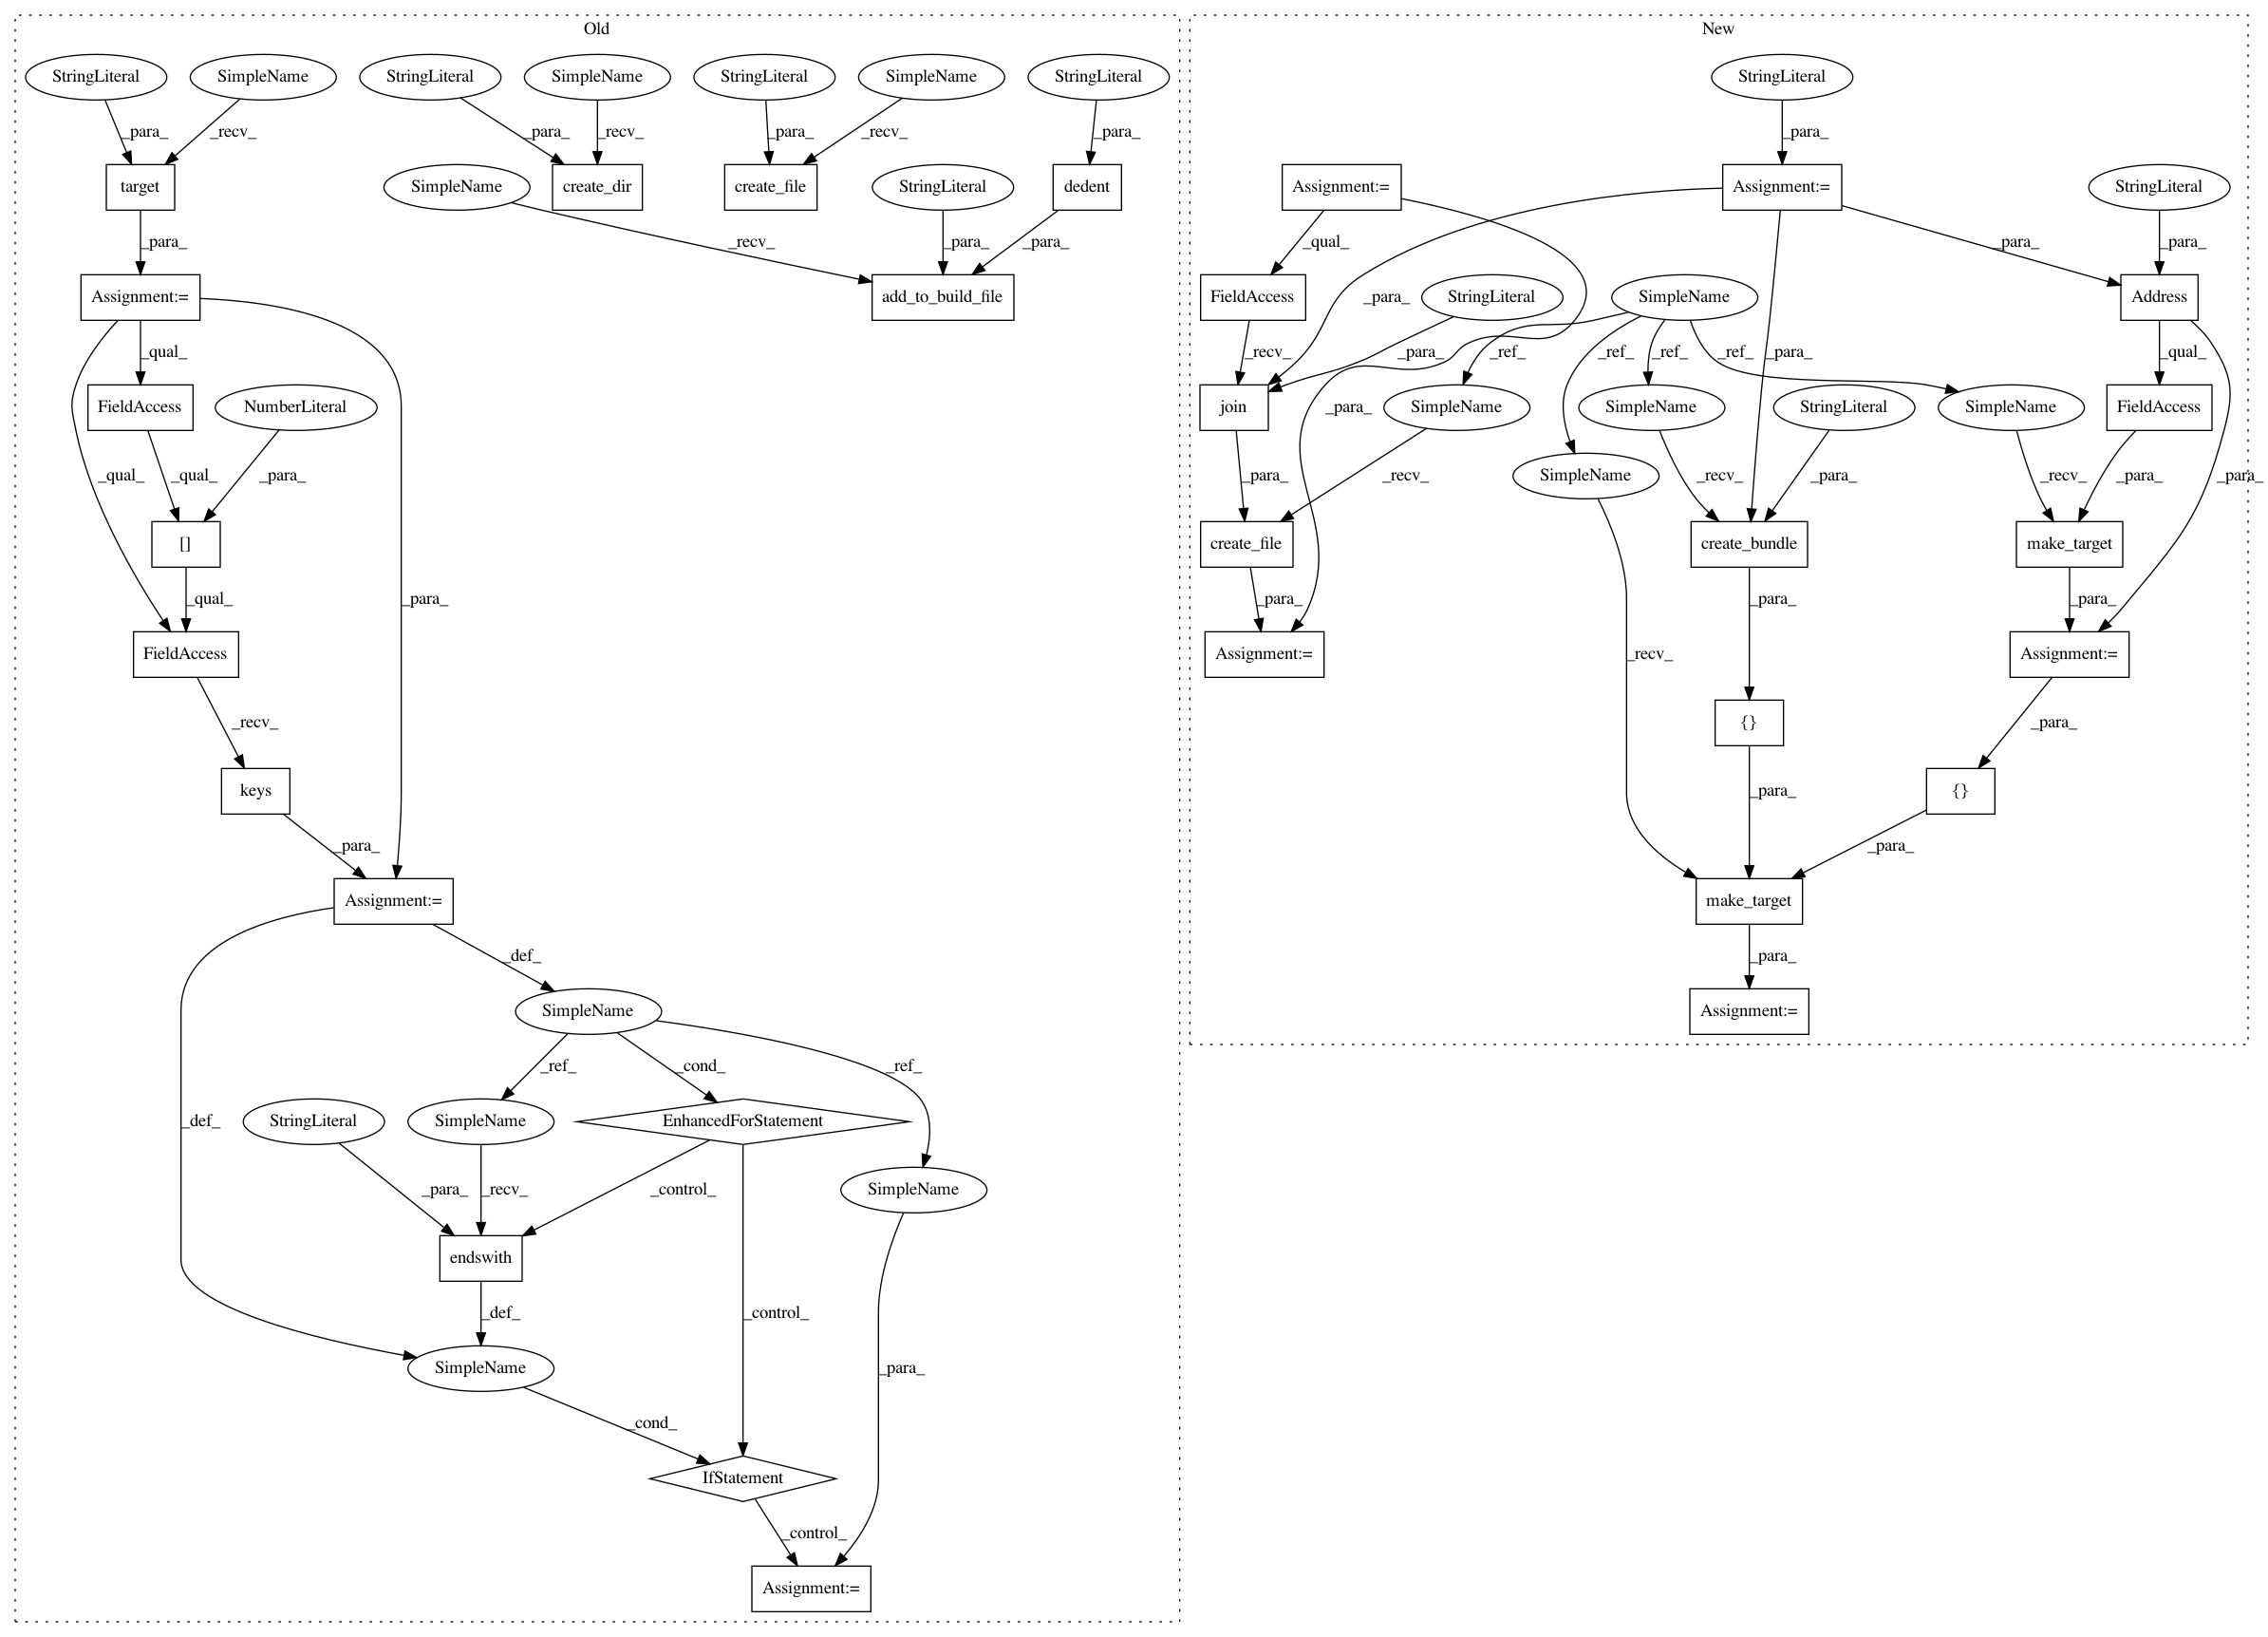 Old
New
StringLiteral
SimpleName
StringLiteral
SimpleName
StringLiteral
SimpleName
StringLiteral
StringLiteral
_para_
_recv_
_para_
_recv_
_para_
_recv_
_para_
_para_
target
SimpleName
create_dir
create_file
StringLiteral
dedent
Assignment:=
Assignment:=
StringLiteral
_para_
_recv_
_para_
_para_
_qual_
_para_
_para_
Assignment:=
add_to_build_file
FieldAccess
StringLiteral
SimpleName
Address
_para_
_qual_
_recv_
_para_
_ref_
_ref_
_ref_
_ref_
_para_
_qual_
FieldAccess
NumberLiteral
join
_para_
SimpleName
SimpleName
StringLiteral
SimpleName
FieldAccess
_qual_
_qual_
_para_
_para_
_recv_
SimpleName
_recv_
_para_
_recv_
_para_
_para_
[]
create_file
create_bundle
make_target
_qual_
_para_
_para_
_para_
_para_
FieldAccess
Assignment:=
_recv_
Assignment:=
_recv_
{}
_para_
keys
{}
_para_
_para_
_para_
Assignment:=
make_target
_def_
_para_
SimpleName
Assignment:=
_ref_
_cond_
_ref_
StringLiteral
SimpleName
EnhancedForStatement
_def_
_para_
_recv_
_control_
SimpleName
endswith
_def_
_control_
SimpleName
_para_
_cond_
IfStatement
_control_
Assignment:=